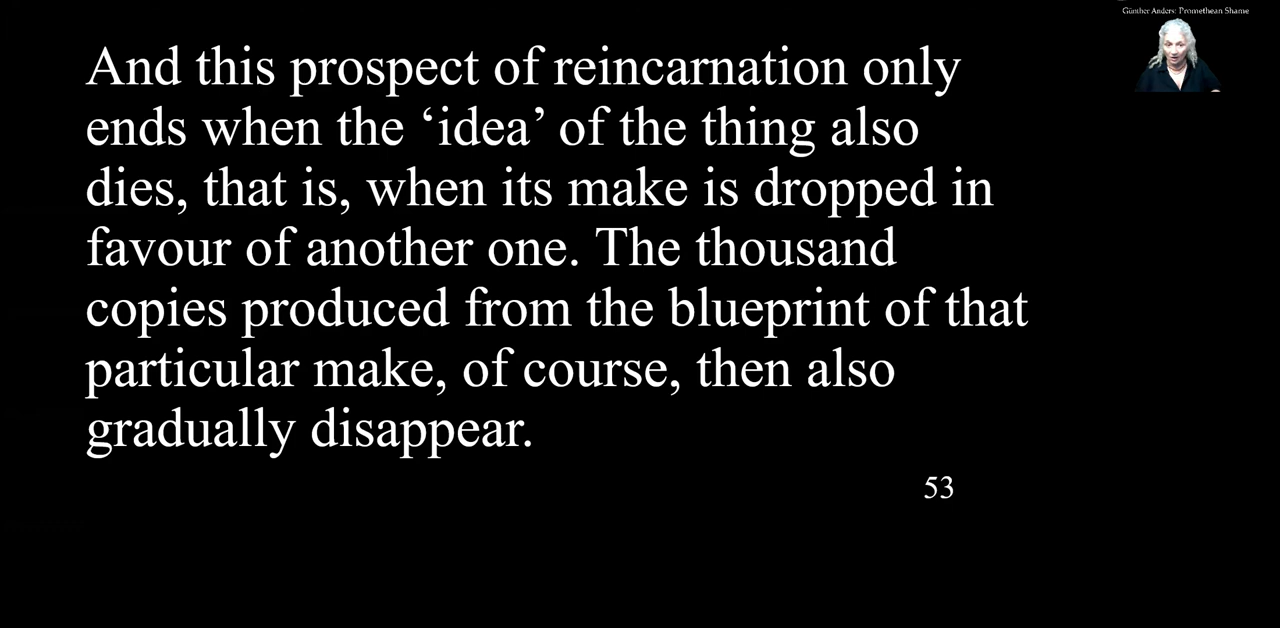 Günther Anders: Promethean Shame
And this prospect of reincarnation only
ends when the ‘idea’ of the thing also
dies, that is, when its make is dropped in
favour of another one. The thousand
copies produced from the blueprint of that
particular make, of course, then also
gradually disappear.
53